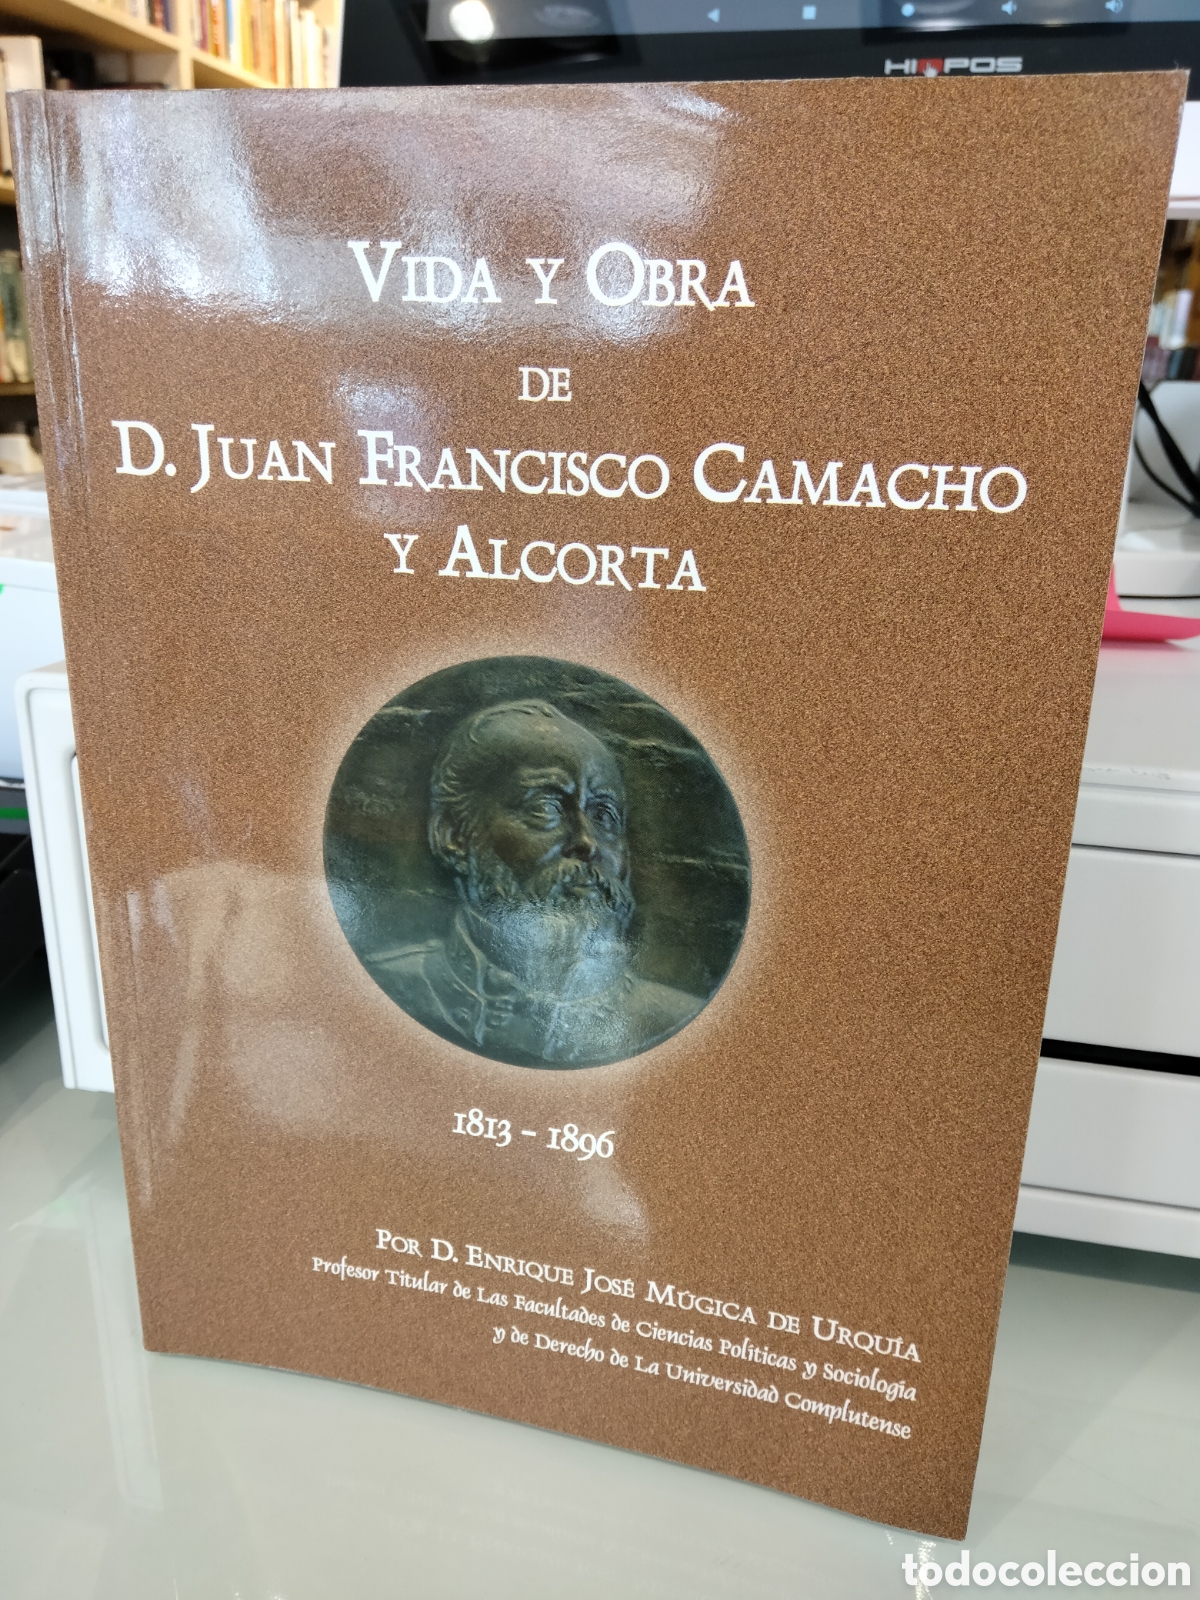 HIOPOS
VIDA Y OBRA
DE
D. JUAN FRANCISCO CAMACHO
Y ALCORTA
1813 - 1896
POR D. ENRIQUE JOSÉ MÚGICA DE URQUÍA
Profesor Titular de Las Facultades de Ciencias Políticas y Sociología
y de Derecho de La Universidad Complutense
todocoleccion